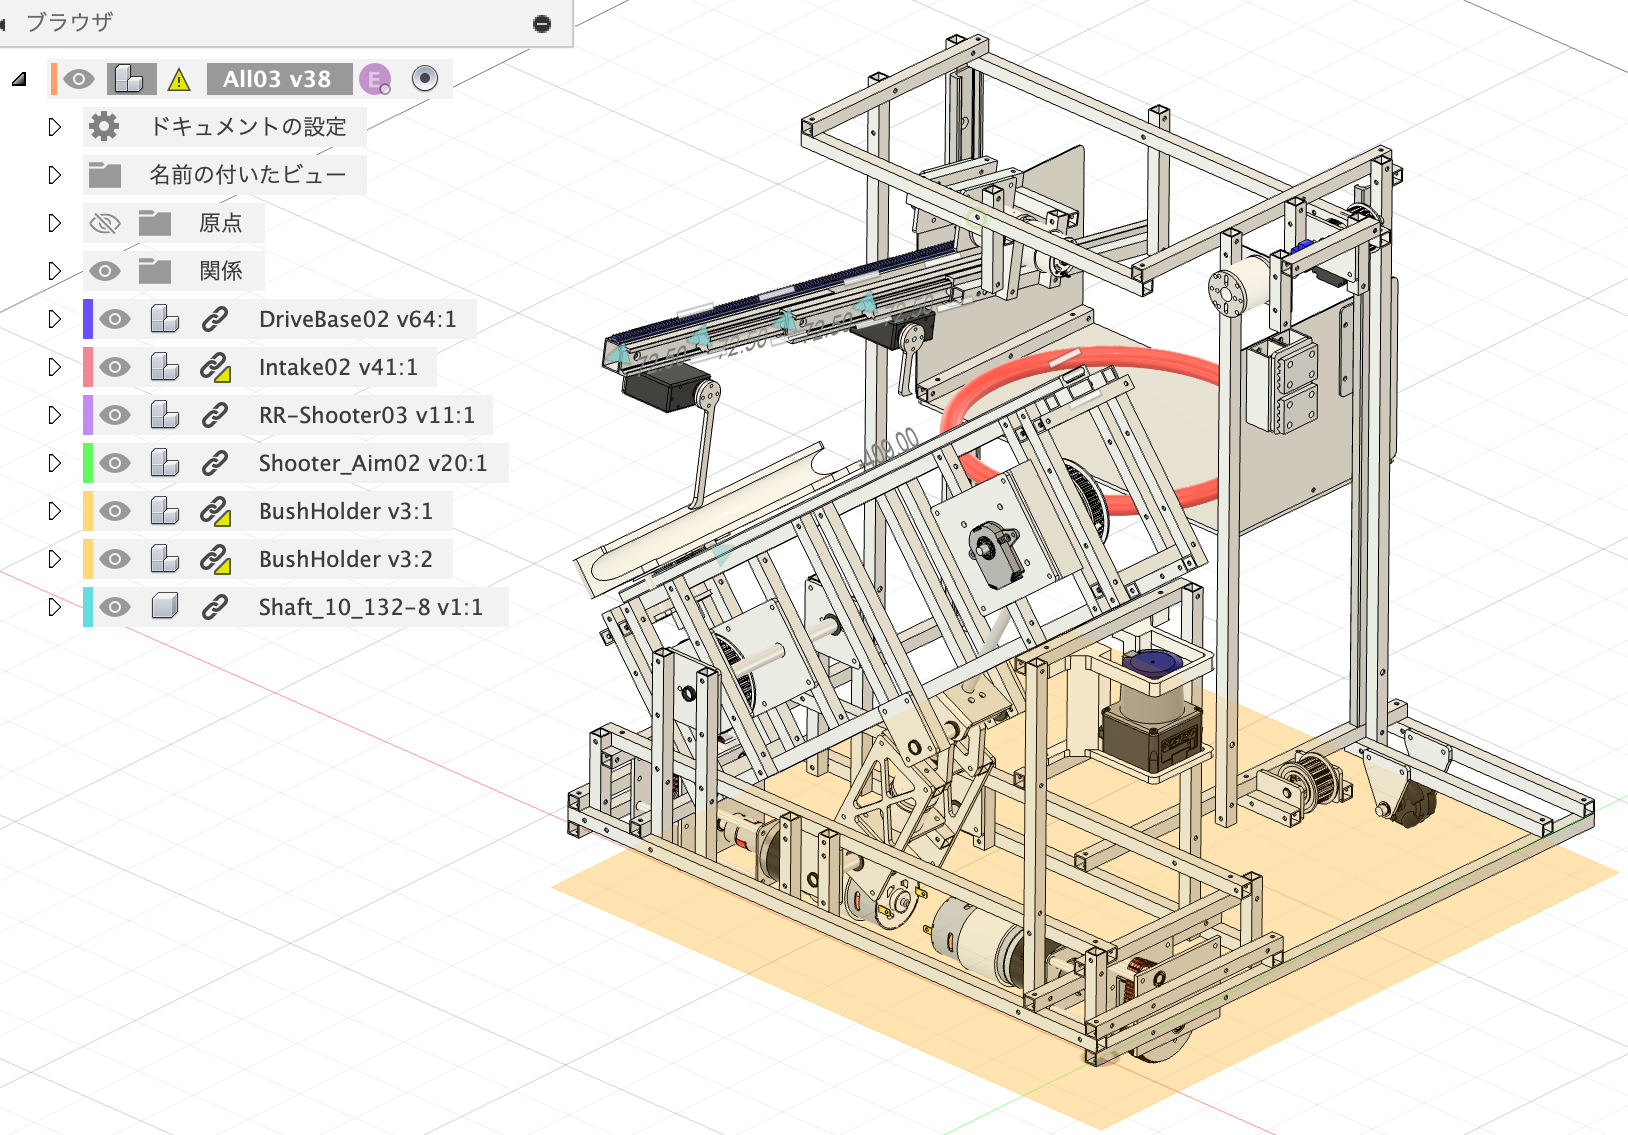 ブラウザ
All03 v38
E
ドキュメントの設定
名前の付いたビュー
原点
関係
DriveBase02 v64:1
Intake02 v41:1
RR-Shooter03 v11:1
Shooter_Aim02 v20:1
BushHolder v3:1
BushHolder v3:2
Shaft_10_132-8 v1:1
72.50
72.50
72.50
409.00